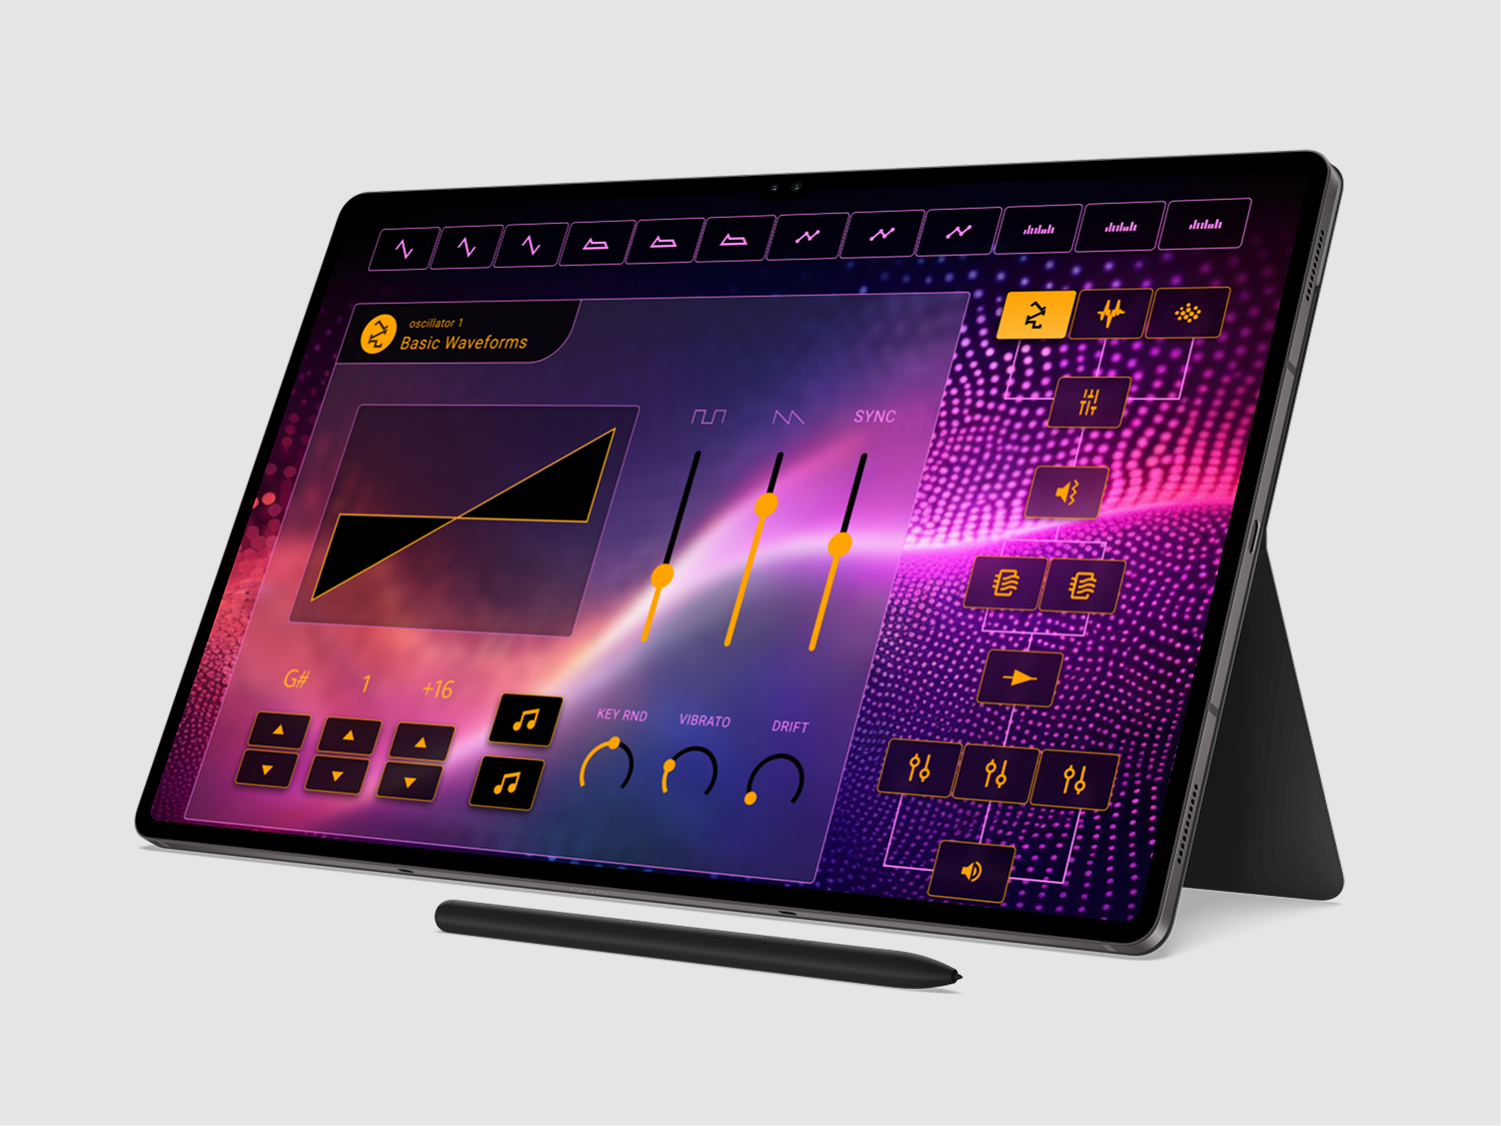 oscillator 1
Basic Waveforms
SYNC
G# 1 +16
KEY RND VIBRATO DRIFT